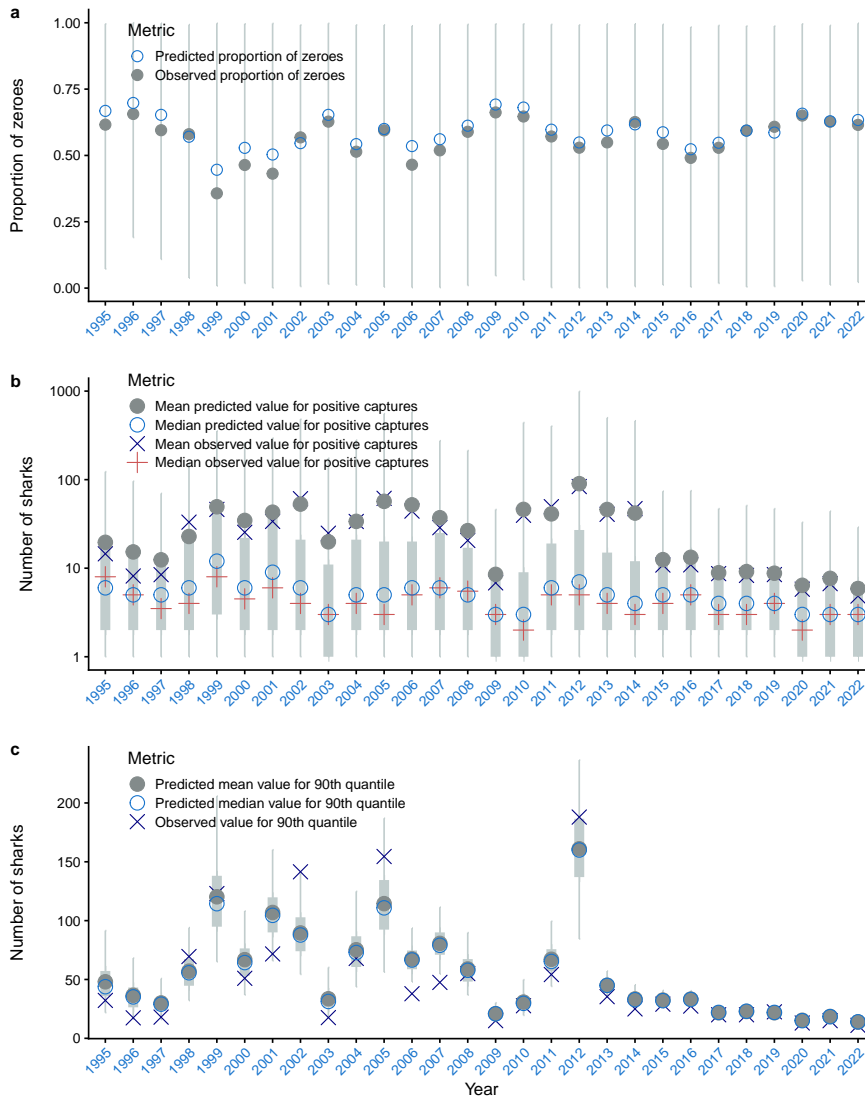 a
Metric
Predicted proportion of zeroes
Observed proportion of zeroes
Proportion of zeroes
1.00
0.75
0.50
0.25
0.00
1995 1996 1997 1998 1999 2000 2001 2002 2003 2004 2005 2006 2007 2008 2009 2010 2011 2012 2013 2014 2015 2016 2017 2018 2019 2020 2021 2022
b
Metric
Mean predicted value for positive captures
Median predicted value for positive captures
Mean observed value for positive captures
Median observed value for positive captures
Number of sharks
1000
100
10
1
1995 1996 1997 1998 1999 2000 2001 2002 2003 2004 2005 2006 2007 2008 2009 2010 2011 2012 2013 2014 2015 2016 2017 2018 2019 2020 2021 2022
c
Metric
Predicted mean value for 90th quantile
Predicted median value for 90th quantile
Observed value for 90th quantile
Number of sharks
200
150
100
50
0
1995 1996 1997 1998 1999 2000 2001 2002 2003 2004 2005 2006 2007 2008 2009 2010 2011 2012 2013 2014 2015 2016 2017 2018 2019 2020 2021 2022
Year